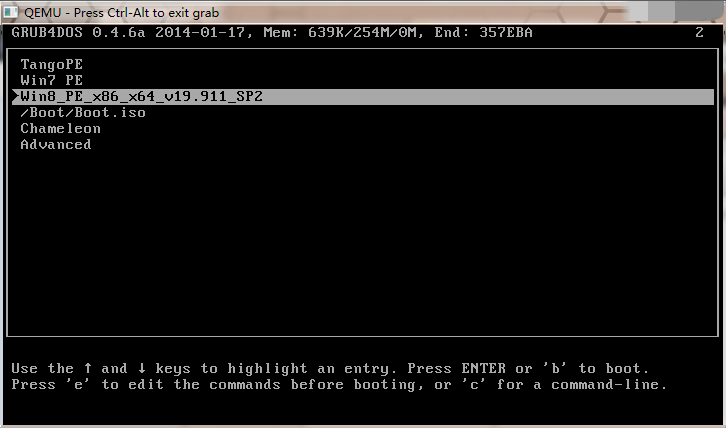 QEMU - Press Ctrl-Alt to exit grab
GRUB4DOS 0.4.6a 2014-01-17, Mem: 639K/254M/0M, End: 357EBA 2
TangoPE
Win7 PE
Win8_PE_x86_x64_v19.911_SP2
/Boot/Boot.iso
Chameleon
Advanced
Use the ↑ and ↓ keys to highlight an entry. Press ENTER or 'b' to boot.
Press 'e' to edit the commands before booting, or 'c' for a command-line.